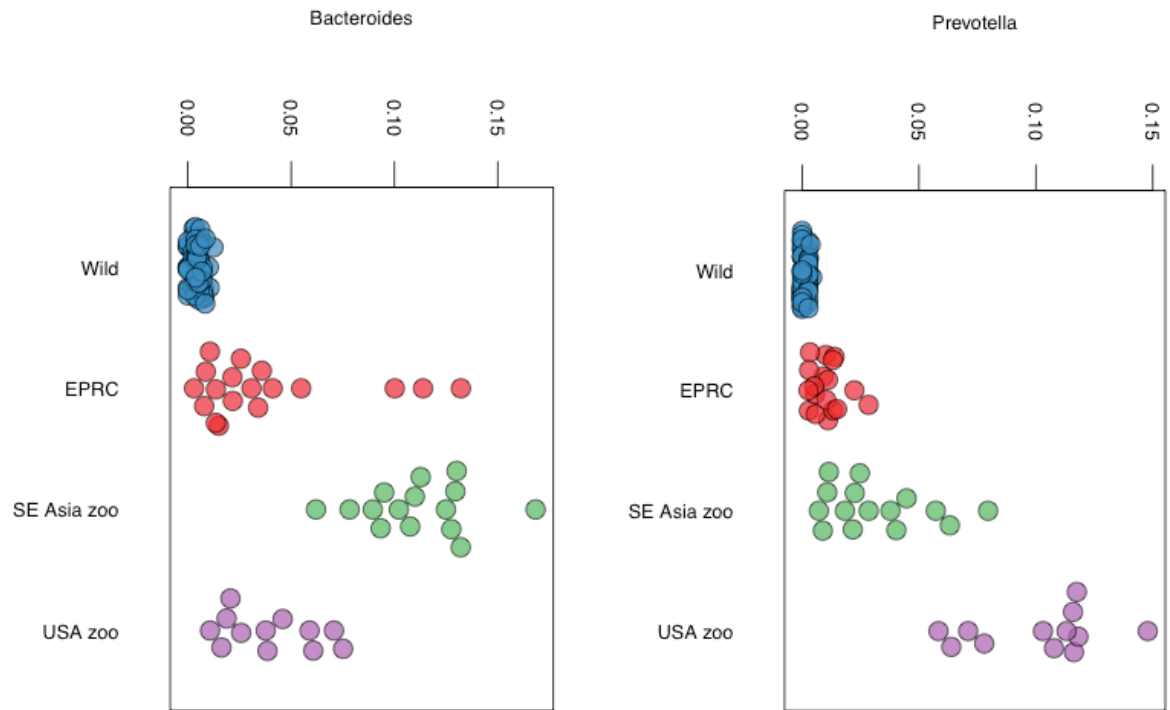 Bacteroides
0.00
0.05
0.10
0.15
Wild
EPRC
SE Asia zoo
USA zoo
Prevotella
0.00
0.05
0.10
0.15
Wild
EPRC
SE Asia zoo
USA zoo